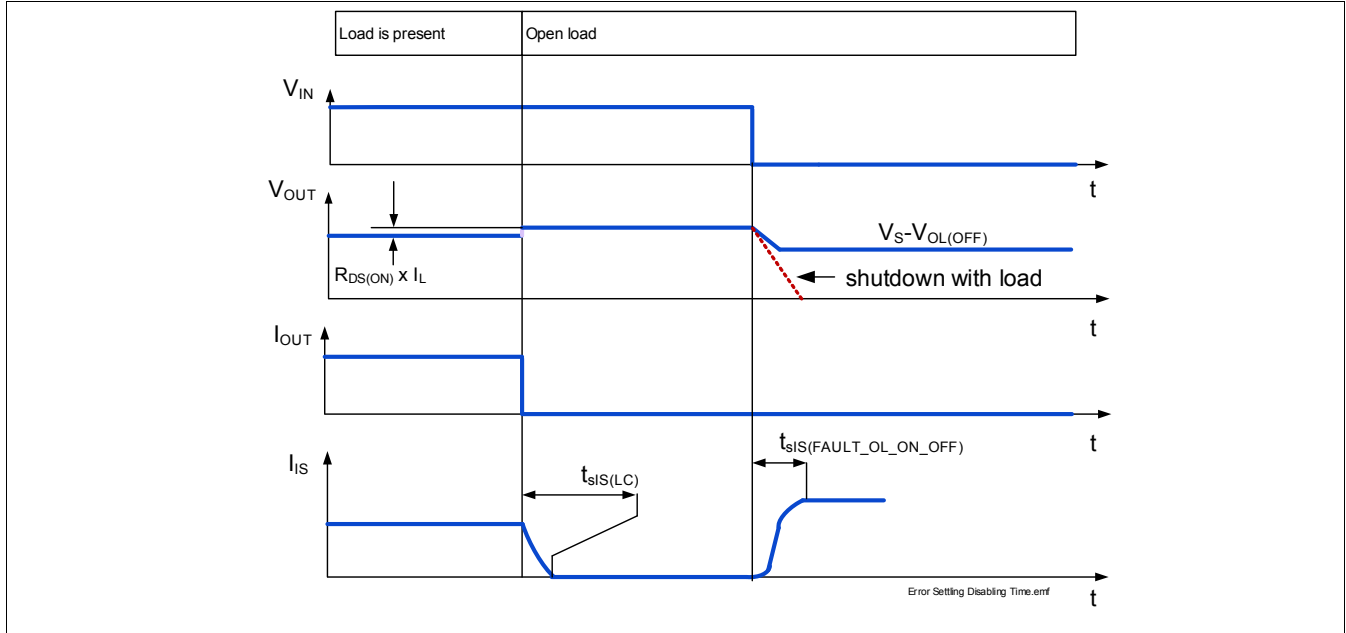 Load is present
Open load
VIN
t
VOUT
RDS(ON) x IL
VS-VOL(OFF)
shutdown with load
t
IOUT
t
IIS
tsIS(LC)
tsIS(FAULT_OL_ON_OFF)
Error Settling Disabling Time.emf
t